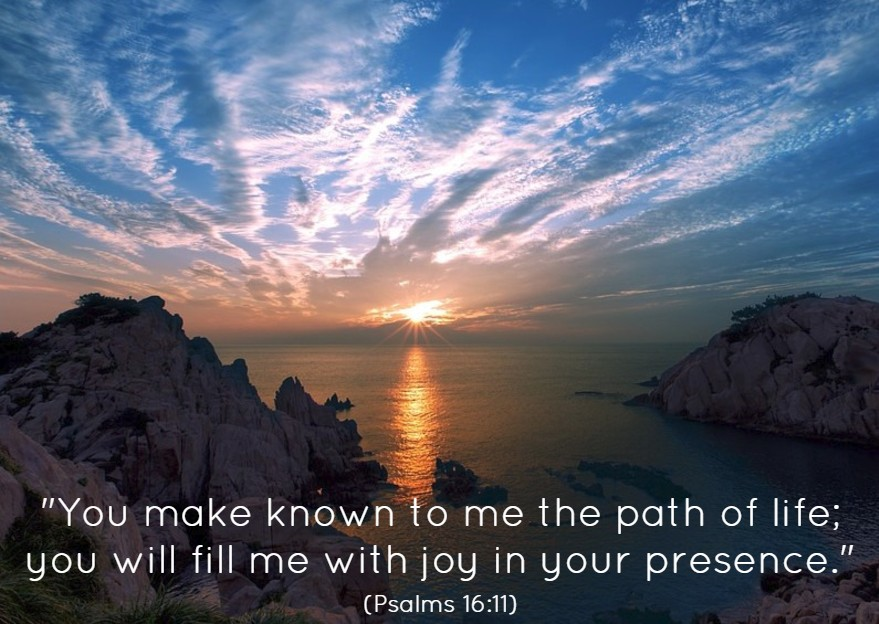 "You make known to me the path of life;
you will fill me with joy in your presence."
(Psalms 16:11)